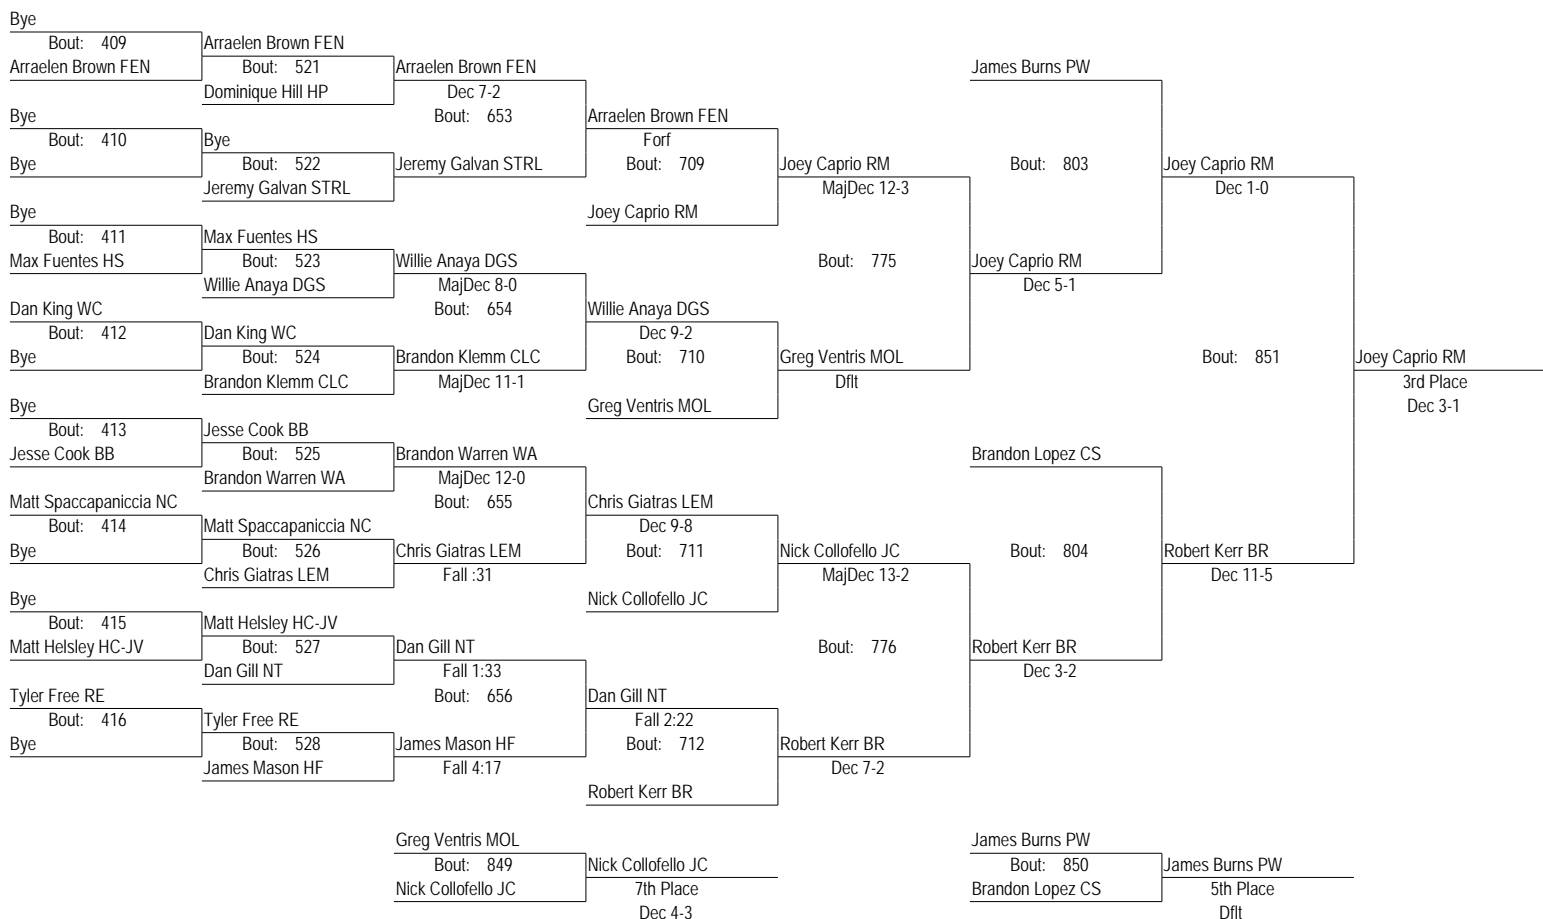 Bye
Bout: 409
Arraelen Brown FEN
Arraelen Brown FEN
Bout: 521
Dominique Hill HP
Arraelen Brown FEN
Dec 7-2
Bout: 653
Bye
Bout: 410
Bye
Bye
Bout: 522
Jeremy Galvan STRL
Jeremy Galvan STRL
Arraelen Brown FEN
Forf
Bout: 709
Joey Caprio RM
Joey Caprio RM
MajDec 12-3
Bye
Bout: 411
Max Fuentes HS
Max Fuentes HS
Bout: 523
Willie Anaya DGS
Willie Anaya DGS
MajDec 8-0
Bout: 654
Dan King WC
Bout: 412
Bye
Dan King WC
Bout: 524
Brandon Klemm CLC
Brandon Klemm CLC
MajDec 11-1
Willie Anaya DGS
Dec 9-2
Bout: 710
Greg Ventris MOL
Greg Ventris MOL
Dflt
Bout: 775
James Burns PW
Bout: 803
Joey Caprio RM
Dec 5-1
Joey Caprio RM
Dec 1-0
Bye
Bout: 413
Jesse Cook BB
Jesse Cook BB
Bout: 525
Brandon Warren WA
Brandon Warren WA
MajDec 12-0
Bout: 655
Matt Spaccapaniccia NC
Bout: 414
Bye
Matt Spaccapaniccia NC
Bout: 526
Chris Giatras LEM
Chris Giatras LEM
Fall :31
Chris Giatras LEM
Dec 9-8
Bout: 711
Nick Collofello JC
Nick Collofello JC
MajDec 13-2
Bye
Bout: 415
Matt Helsley HC-JV
Matt Helsley HC-JV
Bout: 527
Dan Gill NT
Dan Gill NT
Fall 1:33
Bout: 656
Tyler Free RE
Bout: 416
Bye
Tyler Free RE
Bout: 528
James Mason HF
James Mason HF
Fall 4:17
Dan Gill NT
Fall 2:22
Bout: 712
Robert Kerr BR
Robert Kerr BR
Dec 7-2
Bout: 776
Brandon Lopez CS
Bout: 804
Robert Kerr BR
Dec 3-2
Robert Kerr BR
Dec 11-5
Bout: 851
Joey Caprio RM
3rd Place
Dec 3-1
Greg Ventris MOL
Bout: 849
Nick Collofello JC
Nick Collofello JC
7th Place
Dec 4-3
James Burns PW
Bout: 850
Brandon Lopez CS
James Burns PW
5th Place
Dflt